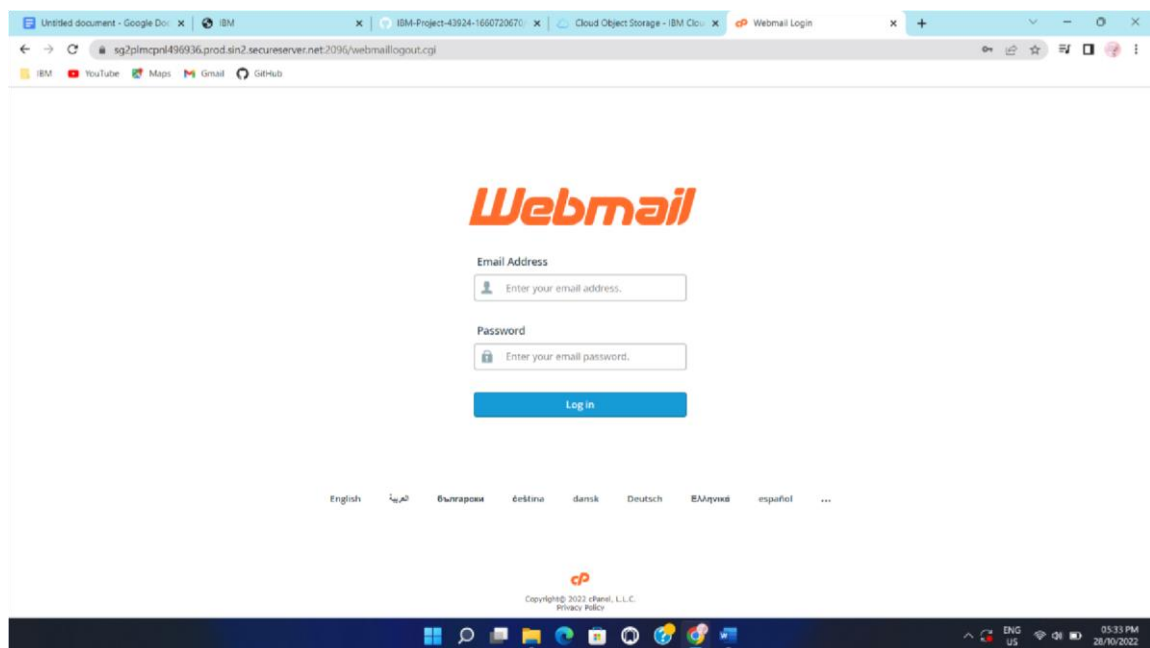 Untitled document - Google Doc
IBM
IBM-Project-43924-1660720670
Cloud Object Storage - IBM Clou
Webmail Login
sg2plmcpnl496936.prod.sin2.secureserver.net:2096/webmaillogout.cgi
IBM YouTube Maps Gmail GitHub
Webmail
Email Address
Enter your email address.
Password
Enter your email password.
Log in
English العربية български čeština dansk Deutsch Ελληνικά español ...
cP
Copyright© 2022 cPanel, L.L.C.
Privacy Policy
ENG
US
05:33 PM
28/10/2022